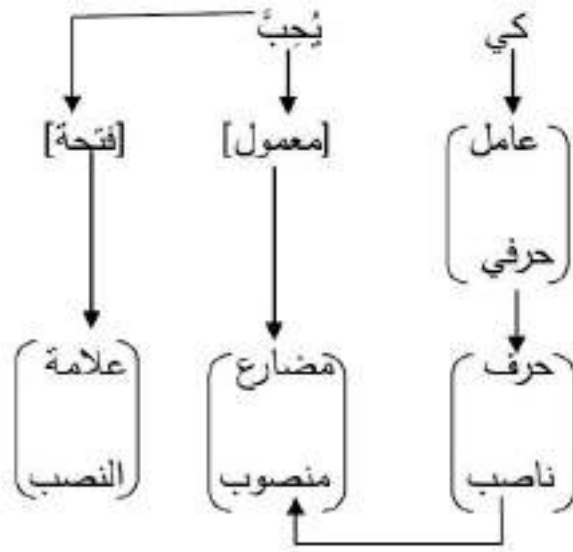 كي يُحِبَّ
عامل [معمول] [فتحة]
حرفي
حرف مضارع علامة
ناصب منصوب النصب